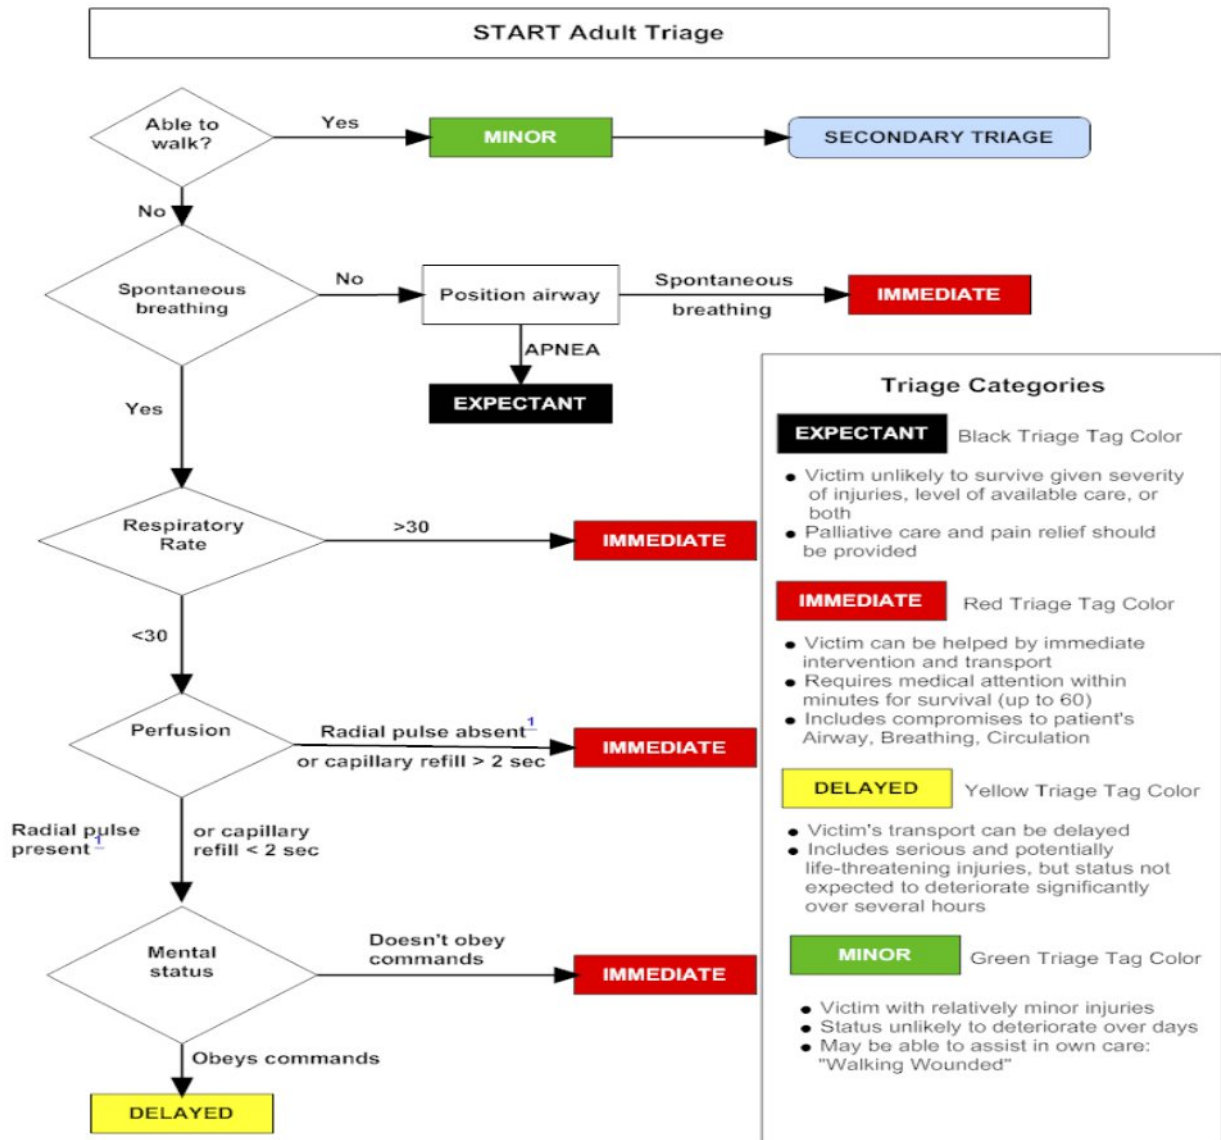 START Adult Triage
Able to
walk?
Yes
MINOR
SECONDARY TRIAGE
No
Spontaneous
breathing
No
Position airway
Spontaneous
breathing
IMMEDIATE
APNEA
EXPECTANT
Yes
Respiratory
Rate
>30
IMMEDIATE
<30
Perfusion
Radial pulse absent 1
or capillary refill > 2 sec
IMMEDIATE
Radial pulse
present 1
or capillary
refill < 2 sec
Mental
status
Doesn't obey
commands
IMMEDIATE
Obeys commands
DELAYED
Triage Categories
EXPECTANT Black Triage Tag Color
● Victim unlikely to survive given severity
of injuries, level of available care, or
both
● Palliative care and pain relief should
be provided
IMMEDIATE Red Triage Tag Color
● Victim can be helped by immediate
intervention and transport
● Requires medical attention within
minutes for survival (up to 60)
● Includes compromises to patient's
Airway, Breathing, Circulation
DELAYED Yellow Triage Tag Color
● Victim's transport can be delayed
● Includes serious and potentially
life-threatening injuries, but status not
expected to deteriorate significantly
over several hours
MINOR Green Triage Tag Color
● Victim with relatively minor injuries
● Status unlikely to deteriorate over days
● May be able to assist in own care:
"Walking Wounded"